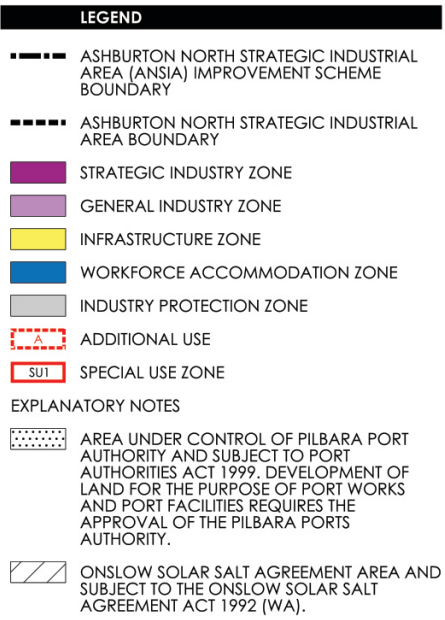 LEGEND
ASHBURTON NORTH STRATEGIC INDUSTRIAL
AREA (ANSIA) IMPROVEMENT SCHEME
BOUNDARY
ASHBURTON NORTH STRATEGIC INDUSTRIAL
AREA BOUNDARY
STRATEGIC INDUSTRY ZONE
GENERAL INDUSTRY ZONE
INFRASTRUCTURE ZONE
WORKFORCE ACCOMMODATION ZONE
INDUSTRY PROTECTION ZONE
A ADDITIONAL USE
SU1 SPECIAL USE ZONE
EXPLANATORY NOTES
AREA UNDER CONTROL OF PILBARA PORT
AUTHORITY AND SUBJECT TO PORT
AUTHORITIES ACT 1999. DEVELOPMENT OF
LAND FOR THE PURPOSE OF PORT WORKS
AND PORT FACILITIES REQUIRES THE
APPROVAL OF THE PILBARA PORTS
AUTHORITY.
ONSLOW SOLAR SALT AGREEMENT AREA AND
SUBJECT TO THE ONSLOW SOLAR SALT
AGREEMENT ACT 1992 (WA).